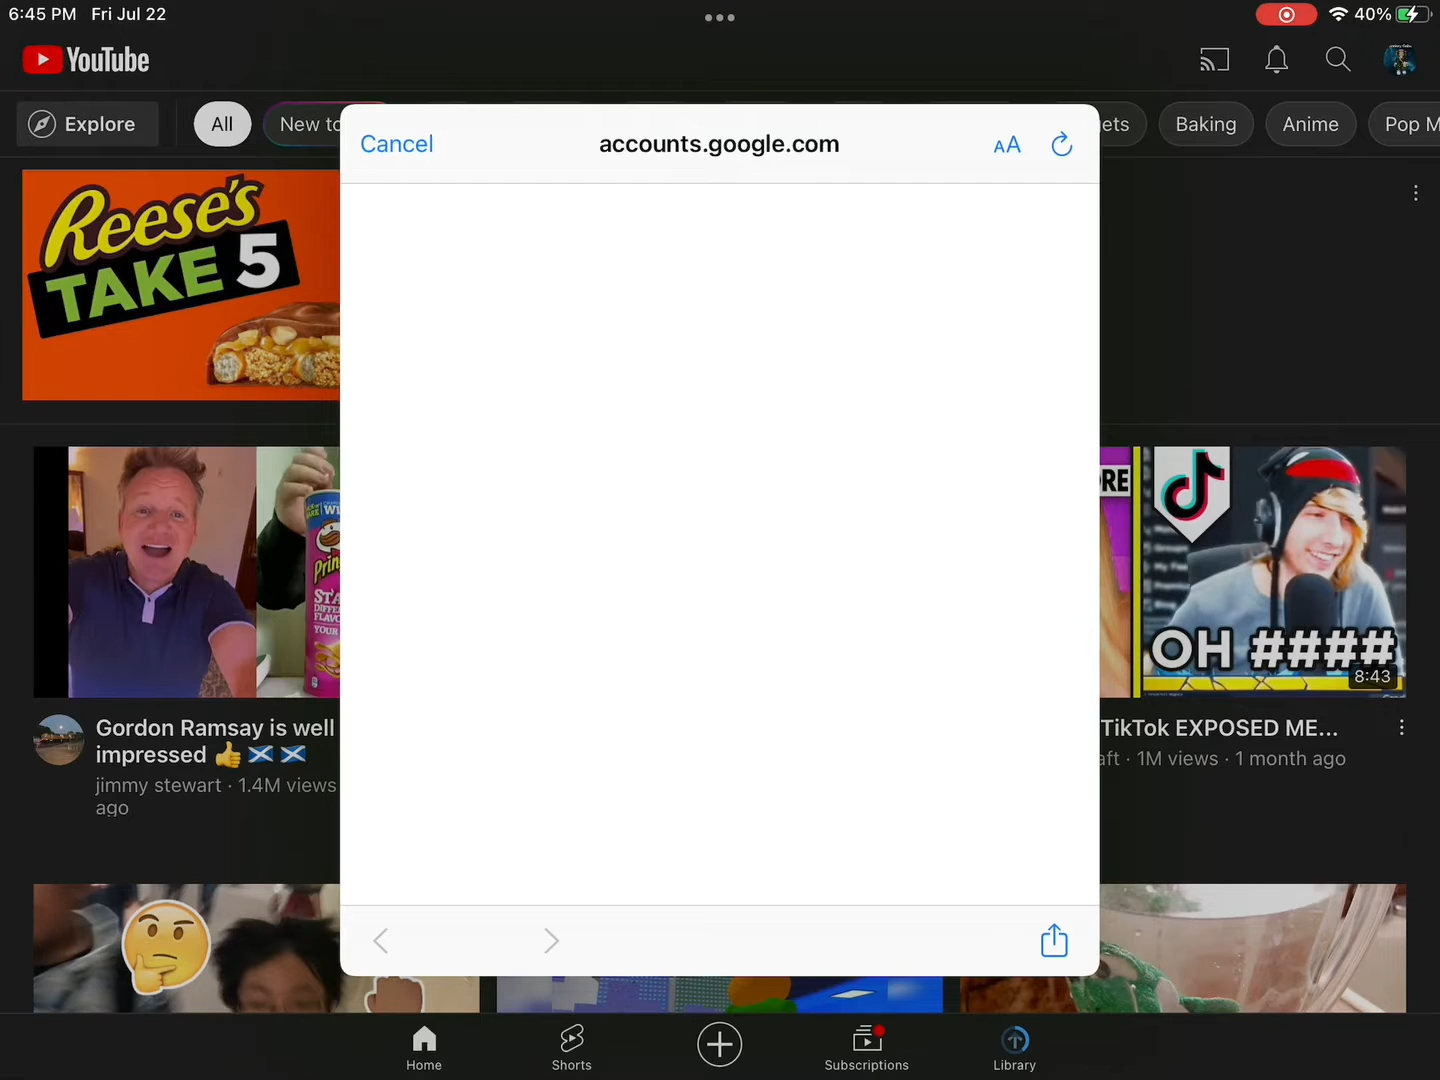 6:45 PM Fri Jul 22
40%
YouTube
Explore
All
New to
Baking
Anime
Pop M
Cancel
accounts.google.com
AA
Reese's
TAKE 5
OH ####
8:43
Gordon Ramsay is well
impressed 👍🏴󠁧󠁢󠁳󠁣󠁴󠁿🏴󠁧󠁢󠁳󠁣󠁴󠁿
jimmy stewart · 1.4M views
ago
TikTok EXPOSED ME...
aft · 1M views · 1 month ago
Home
Shorts
Subscriptions
Library